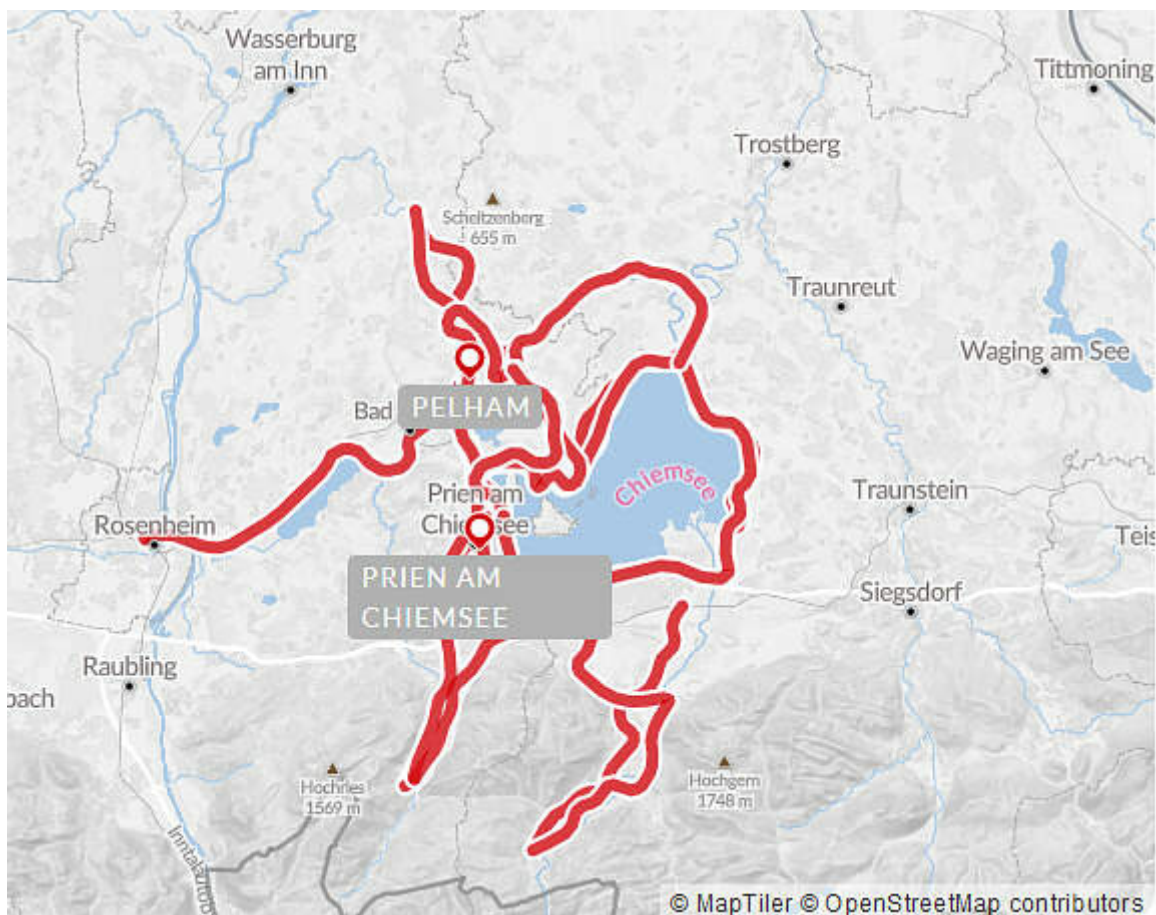 Wasserburg
am Inn
Tittmoning
Trostberg
Scheitzenberg
655 m
Traunreut
Waging am See
Bad
PELHAM
Chiemsee
Prien am
Chiemsee
Traunstein
Rosenheim
Teis
PRIEN AM
CHIEMSEE
Siegsdorf
Raubling
bach
Hochries
1569 m
Hochgern
1748 m
Inntalauto
© MapTiler © OpenStreetMap contributors